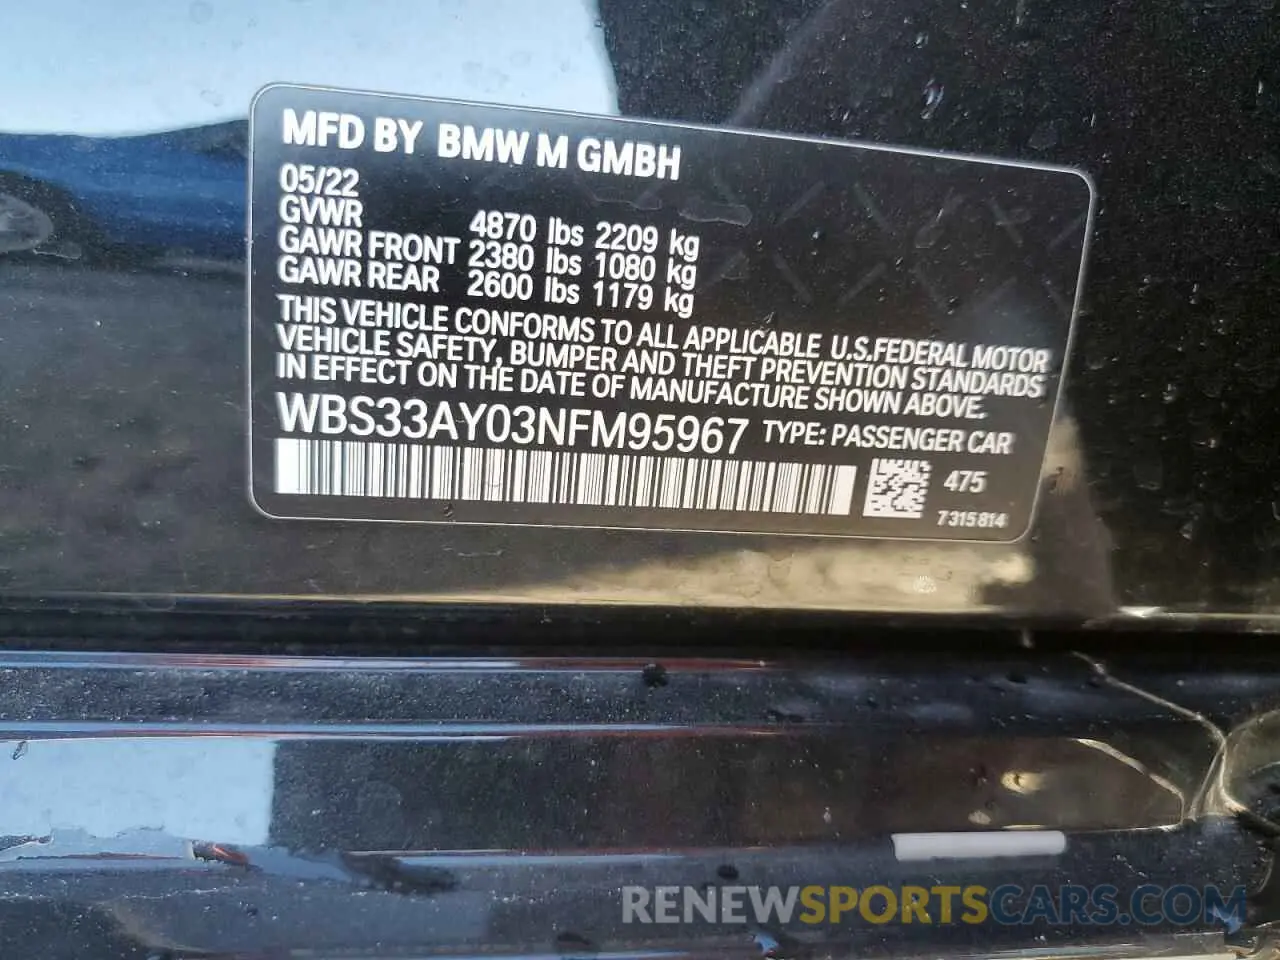 MFD BY BMW M GMBH
05/22
GVWR 4870 lbs 2209 kg
GAWR FRONT 2380 lbs 1080 kg
GAWR REAR 2600 lbs 1179 kg
THIS VEHICLE CONFORMS TO ALL APPLICABLE U.S.FEDERAL MOTOR
VEHICLE SAFETY, BUMPER AND THEFT PREVENTION STANDARDS
IN EFFECT ON THE DATE OF MANUFACTURE SHOWN ABOVE.
WBS33AY03NFM95967 TYPE: PASSENGER CAR
475
7315814
RENEWSPORTSCARS.COM